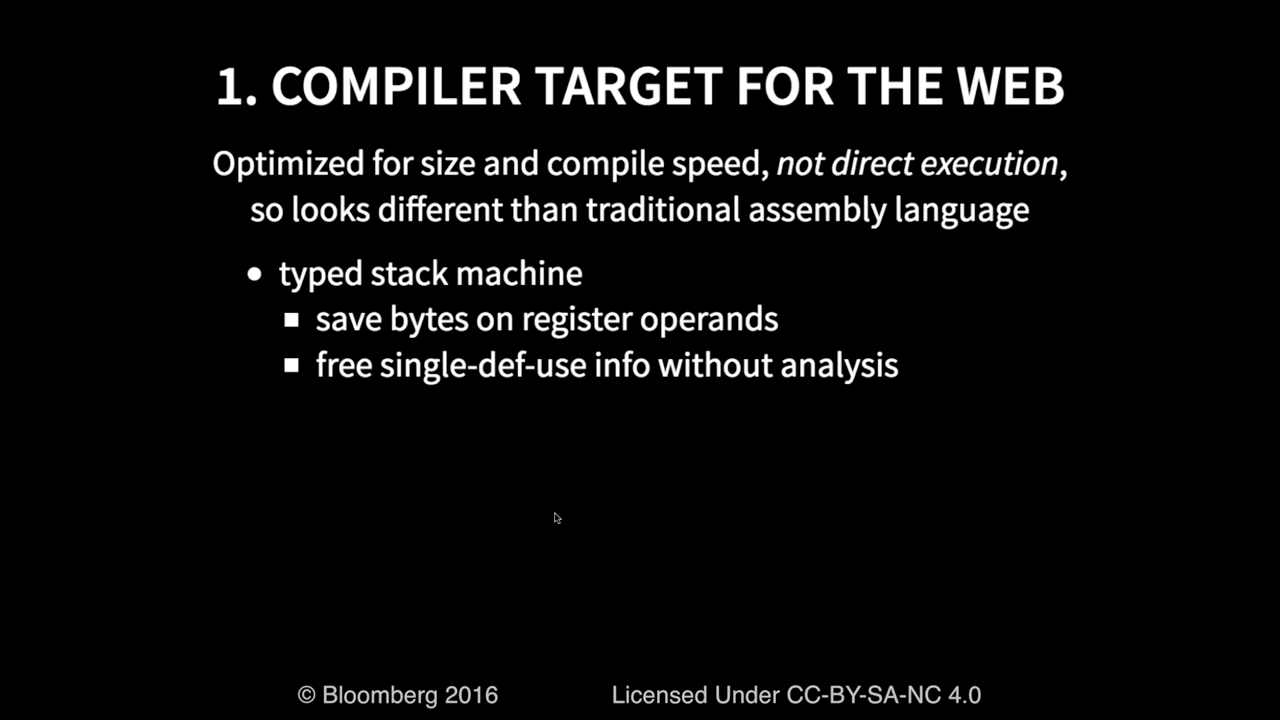 1. COMPILER TARGET FOR THE WEB
Optimized for size and compile speed, not direct execution,
so looks different than traditional assembly language
• typed stack machine
▪ save bytes on register operands
▪ free single-def-use info without analysis
© Bloomberg 2016 Licensed Under CC-BY-SA-NC 4.0